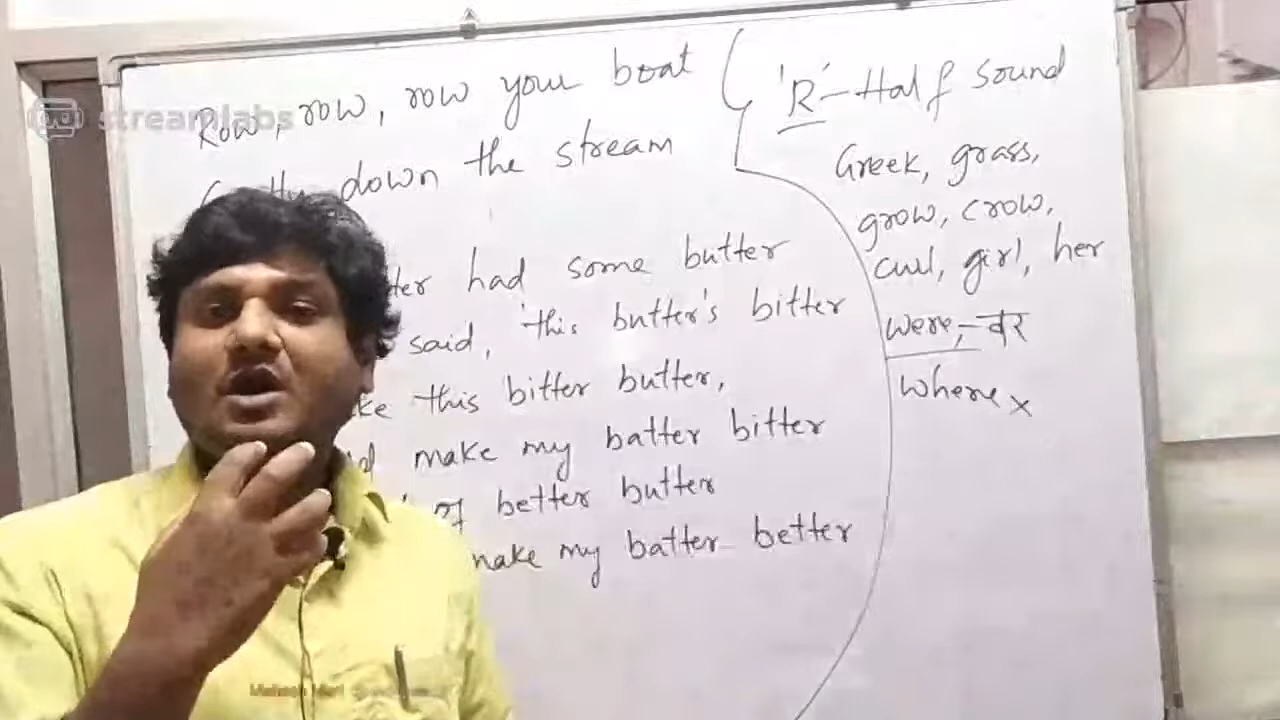 streamlabs
Row, row, row your boat
down the stream
had some butter
said, 'this butter's bitter
this bitter butter,
make my batter bitter
of better butter
make my batter better
'R' - Half sound
Greek, grass,
grow, crow,
curl, girl, her
were, - वर
where x